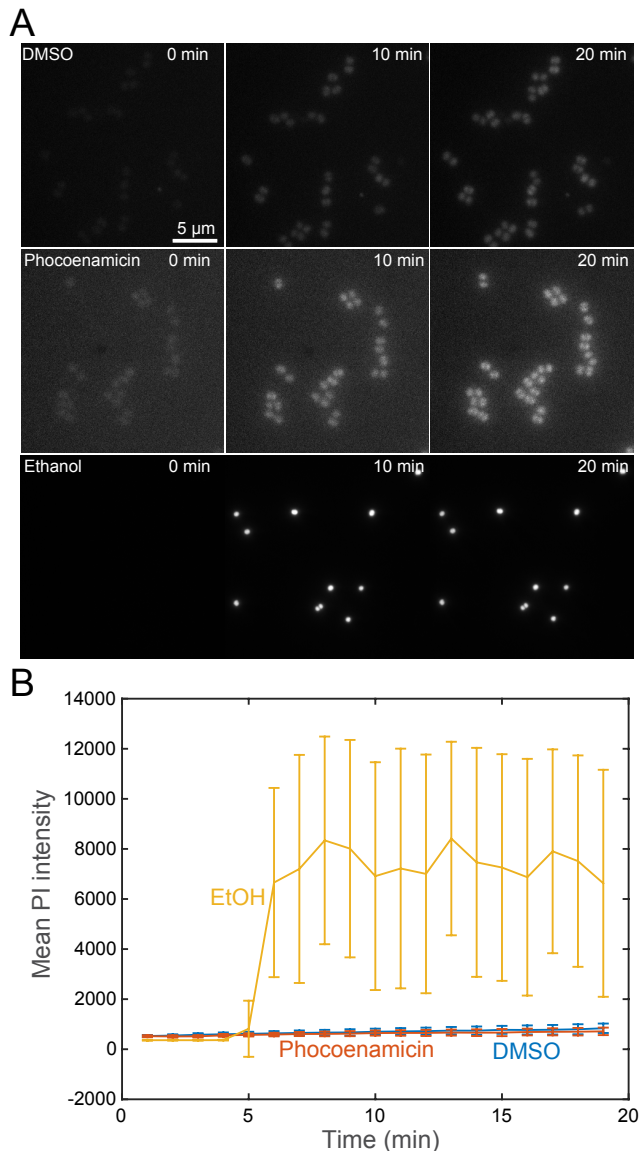 A
DMSO 0 min 10 min 20 min
5 µm
Phocoenamicin 0 min 10 min 20 min
Ethanol 0 min 10 min 20 min
B
14000
12000
10000
8000
6000
4000
2000
0
-2000
Mean PI intensity
EtOH
Phocoenamicin DMSO
0 5 10 15 20
Time (min)